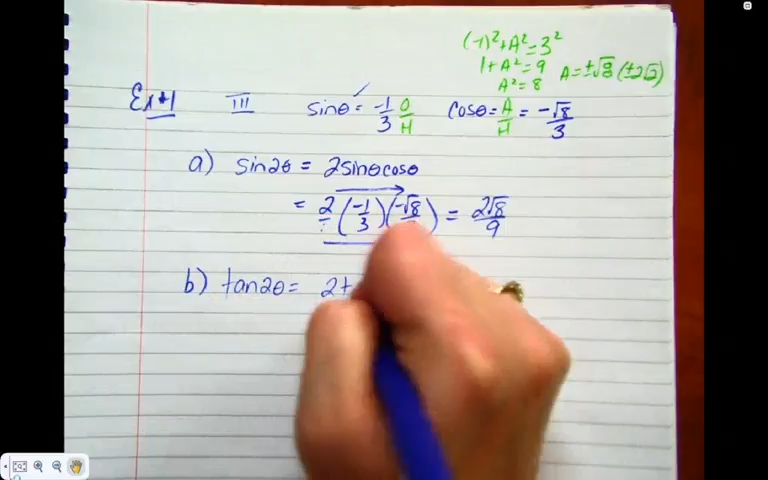 (-1)² + A² = 3²
1 + A² = 9
A² = 8
A = ±√8 (±2√2)
Ex #1 III sinθ = -1/3 O/H cosθ = A/H = -√8/3
a) sin2θ = 2sinθcosθ
= 2 (-1/3)(-√8 ) = 2√8/9
b) tan2θ = 2t